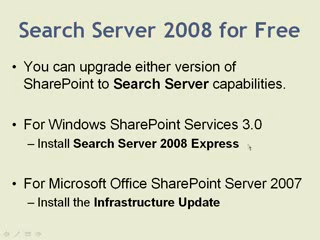 Search Server 2008 for Free
• You can upgrade either version of
SharePoint to Search Server capabilities.
• For Windows SharePoint Services 3.0
– Install Search Server 2008 Express
• For Microsoft Office SharePoint Server 2007
– Install the Infrastructure Update